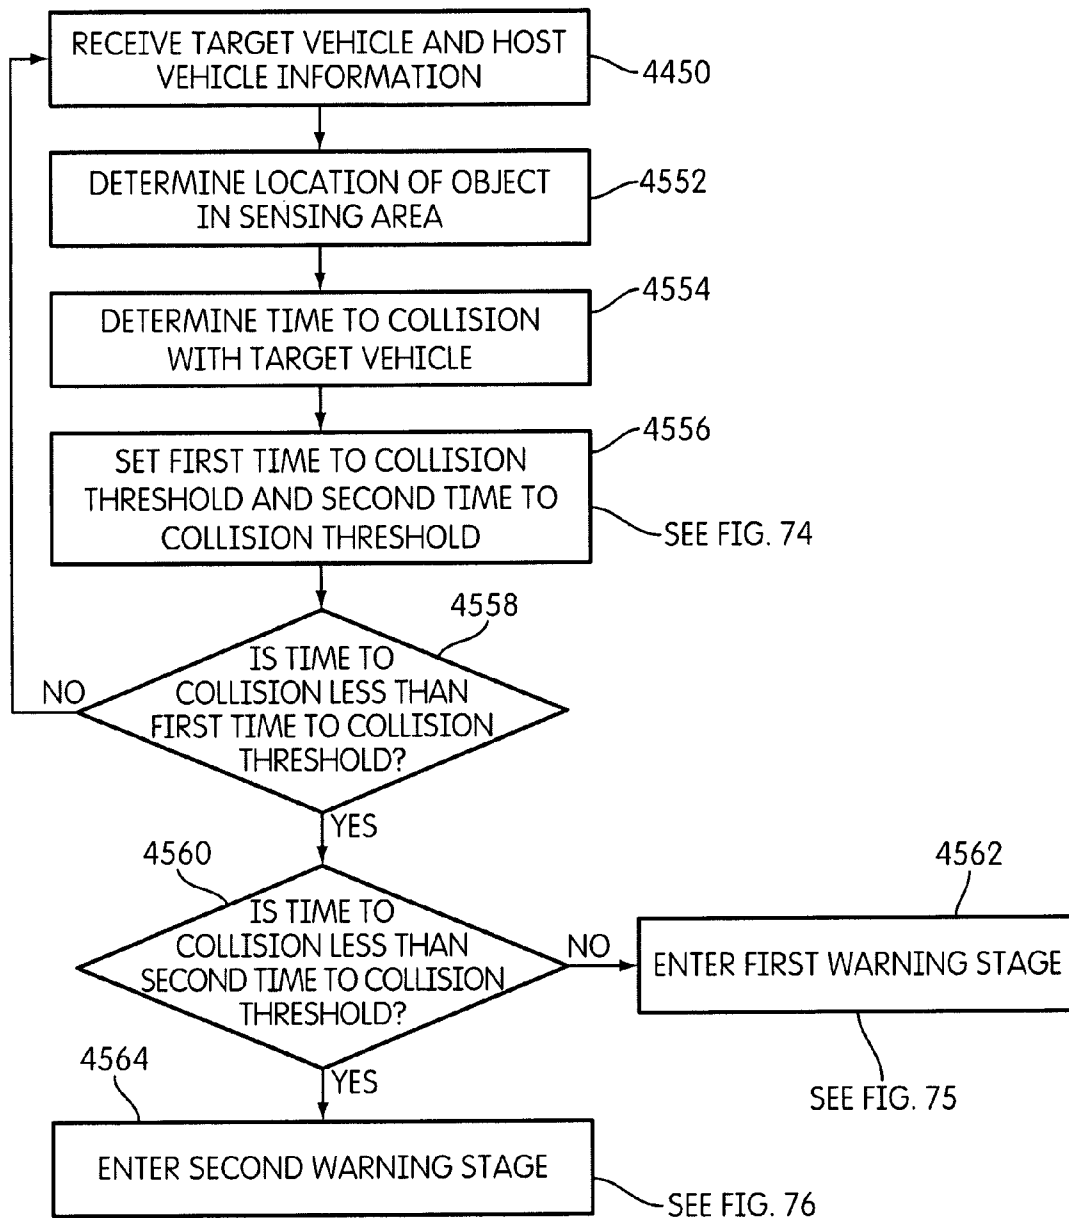 RECEIVE TARGET VEHICLE AND HOST
VEHICLE INFORMATION
4450
DETERMINE LOCATION OF OBJECT
IN SENSING AREA
4552
DETERMINE TIME TO COLLISION
WITH TARGET VEHICLE
4554
SET FIRST TIME TO COLLISION
THRESHOLD AND SECOND TIME TO
COLLISION THRESHOLD
4556
SEE FIG. 74
4558
IS TIME TO
COLLISION LESS THAN
FIRST TIME TO COLLISION
THRESHOLD?
NO
YES
4560
IS TIME TO
COLLISION LESS THAN
SECOND TIME TO COLLISION
THRESHOLD?
NO
4562
ENTER FIRST WARNING STAGE
SEE FIG. 75
YES
4564
ENTER SECOND WARNING STAGE
SEE FIG. 76